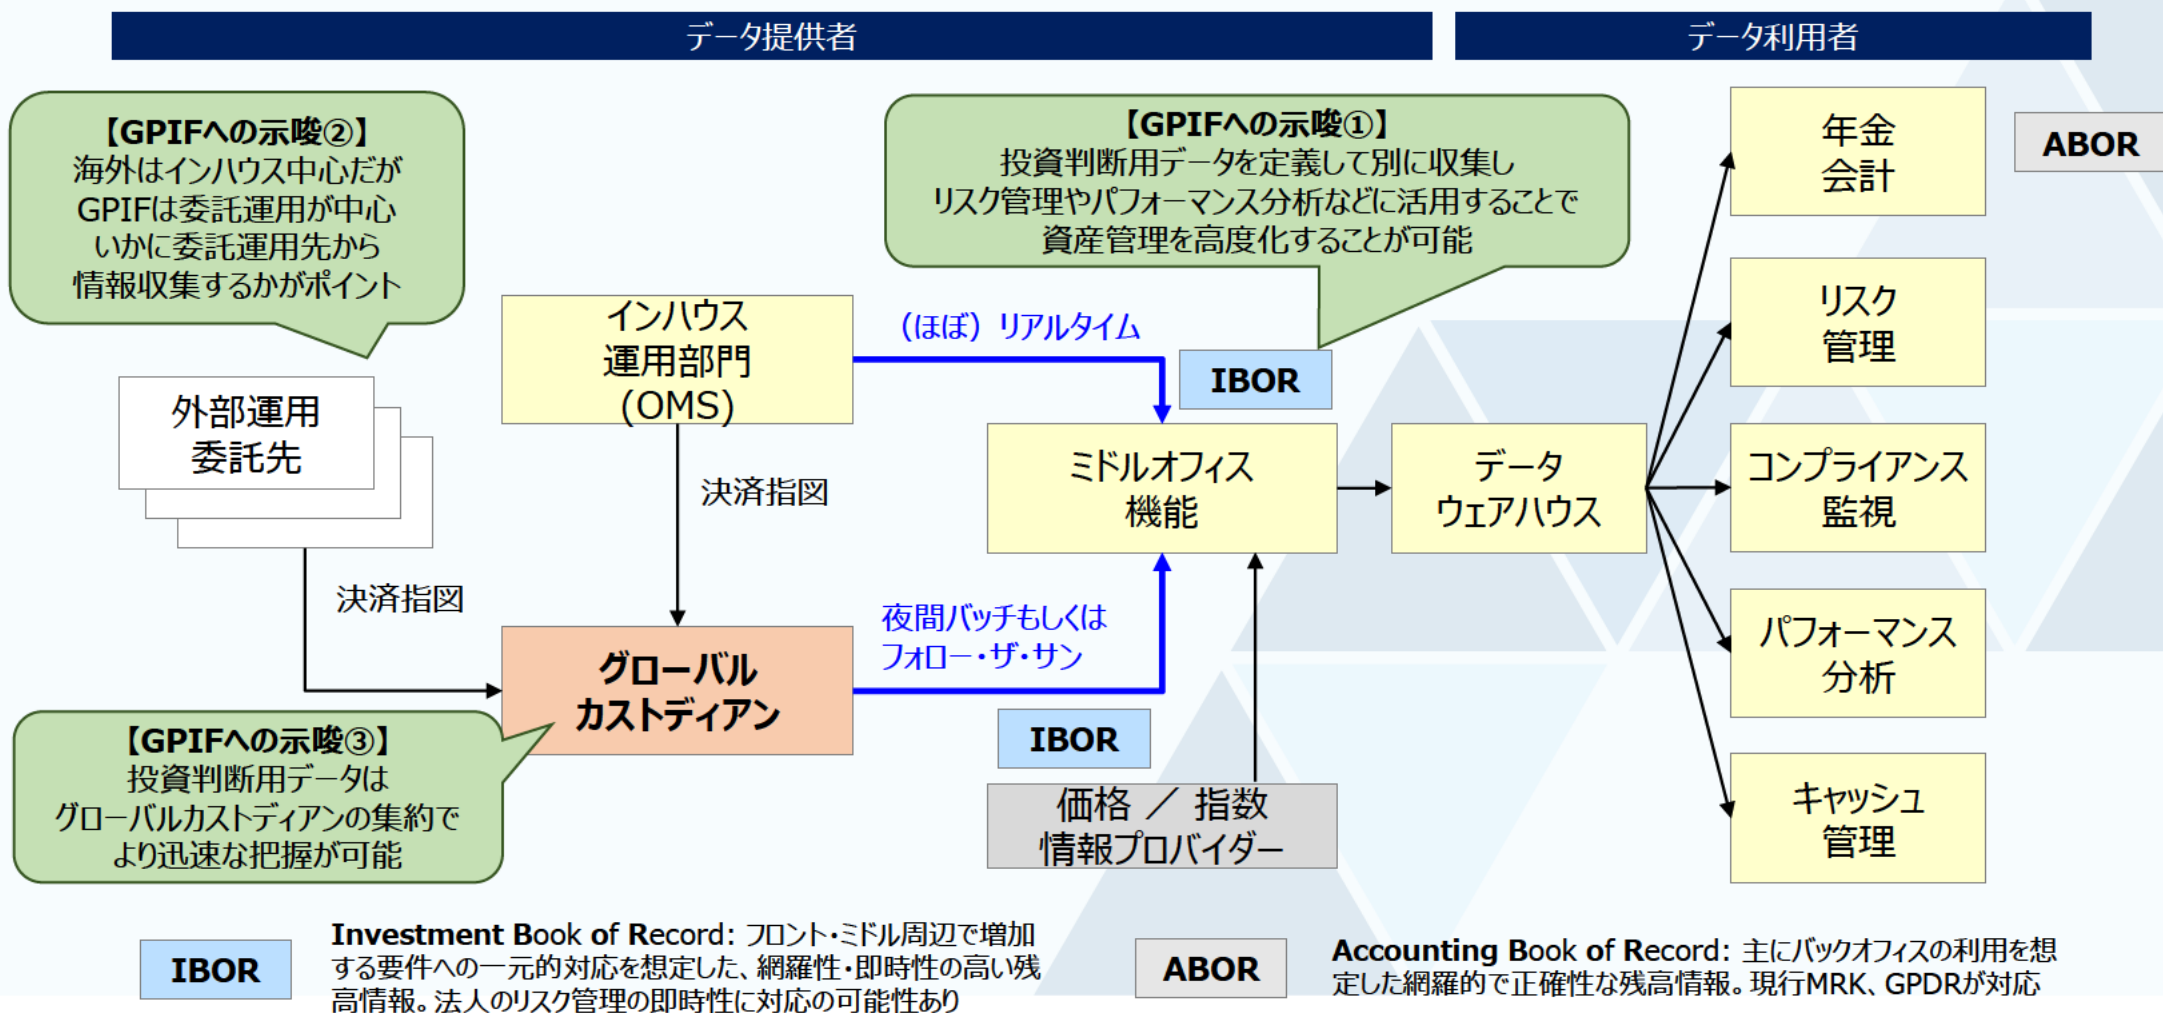 データ提供者
データ利用者
【GPIFへの示唆②】
海外はインハウス中心だが
GPIFは委託運用が中心
いかに委託運用先から
情報収集するかがポイント
【GPIFへの示唆①】
投資判断用データを定義して別に収集し
リスク管理やパフォーマンス分析などに活用することで
資産管理を高度化することが可能
年金
会計
ABOR
インハウス
運用部門
(OMS)
（ほぼ）リアルタイム
IBOR
リスク
管理
外部運用
委託先
決済指図
ミドルオフィス
機能
データ
ウェアハウス
コンプライアンス
監視
決済指図
夜間バッチもしくは
フォロー・ザ・サン
グローバル
カストディアン
パフォーマンス
分析
【GPIFへの示唆③】
投資判断用データは
グローバルカストディアンの集約で
より迅速な把握が可能
IBOR
価格 ／ 指数
情報プロバイダー
キャッシュ
管理
IBOR
Investment Book of Record: フロント・ミドル周辺で増加
する要件への一元的対応を想定した、網羅性・即時性の高い残
高情報。法人のリスク管理の即時性に対応の可能性あり
ABOR
Accounting Book of Record: 主にバックオフィスの利用を想
定した網羅的で正確性な残高情報。現行MRK、GPDRが対応